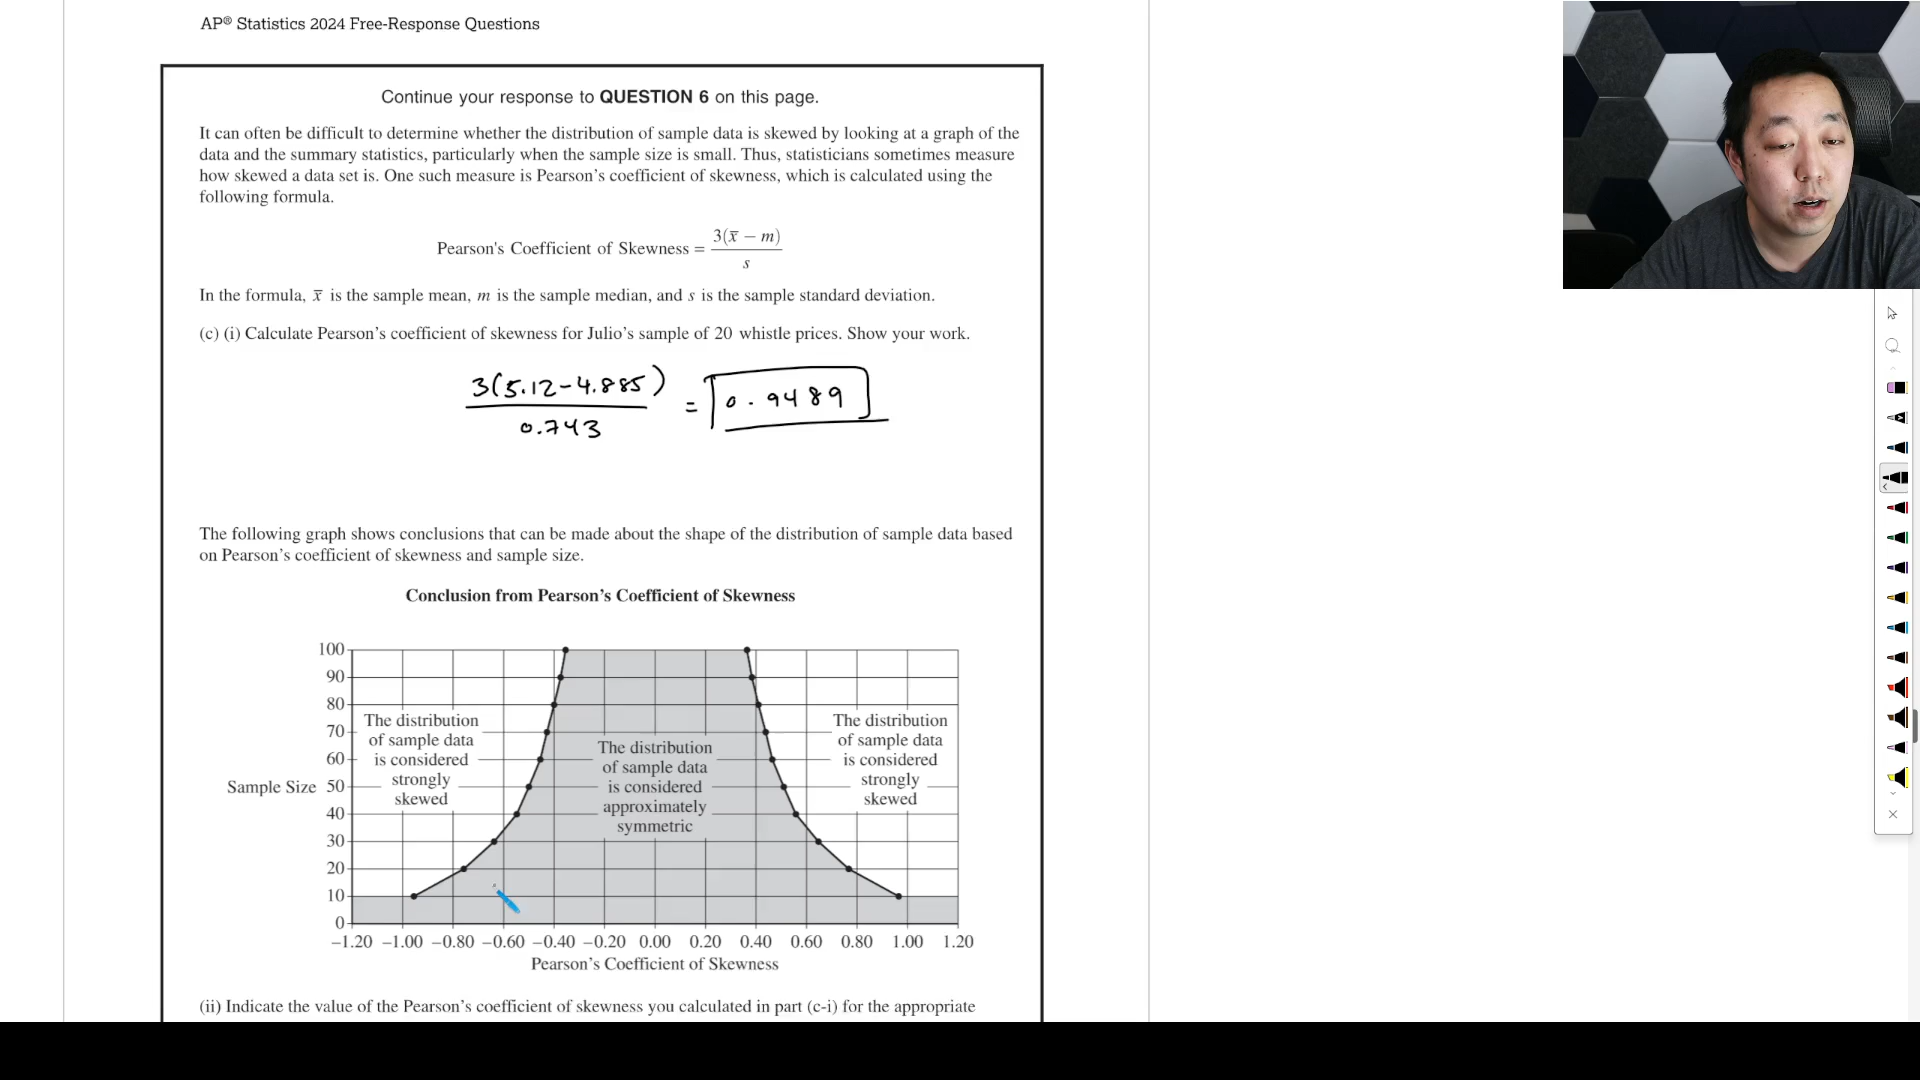 AP® Statistics 2024 Free-Response Questions
Continue your response to QUESTION 6 on this page.
It can often be difficult to determine whether the distribution of sample data is skewed by looking at a graph of the
data and the summary statistics, particularly when the sample size is small. Thus, statisticians sometimes measure
how skewed a data set is. One such measure is Pearson’s coefficient of skewness, which is calculated using the
following formula.
Pearson's Coefficient of Skewness = 3(x̅ − m) / s
In the formula, x̅ is the sample mean, m is the sample median, and s is the sample standard deviation.
(c) (i) Calculate Pearson’s coefficient of skewness for Julio’s sample of 20 whistle prices. Show your work.
3(5.12-4.885) / 0.743 = 0.9489
The following graph shows conclusions that can be made about the shape of the distribution of sample data based
on Pearson’s coefficient of skewness and sample size.
Conclusion from Pearson’s Coefficient of Skewness
100
90
80
70
60
Sample Size 50
40
30
20
10
0
The distribution
of sample data
is considered
strongly
skewed
The distribution
of sample data
is considered
approximately
symmetric
The distribution
of sample data
is considered
strongly
skewed
−1.20 −1.00 −0.80 −0.60 −0.40 −0.20 0.00 0.20 0.40 0.60 0.80 1.00 1.20
Pearson’s Coefficient of Skewness
(ii) Indicate the value of the Pearson’s coefficient of skewness you calculated in part (c-i) for the appropriate